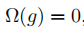 Ω(g) = 0,